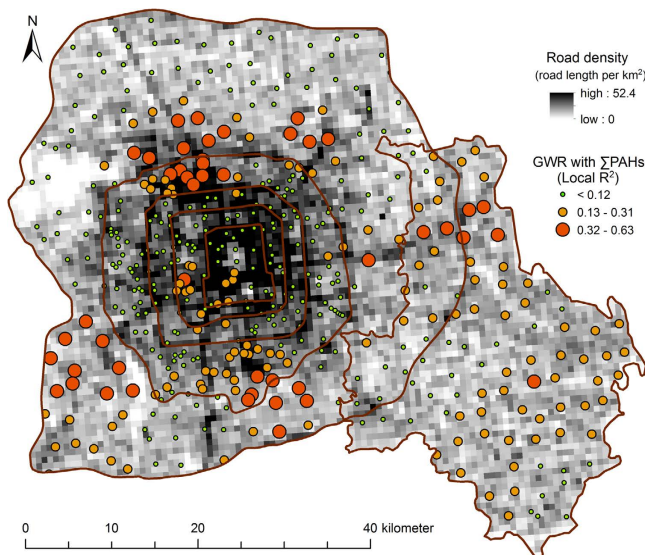 N
Road density
(road length per km²)
high : 52.4
low : 0
GWR with ∑PAHs
(Local R²)
< 0.12
0.13 - 0.31
0.32 - 0.63
0 10 20 40 kilometer